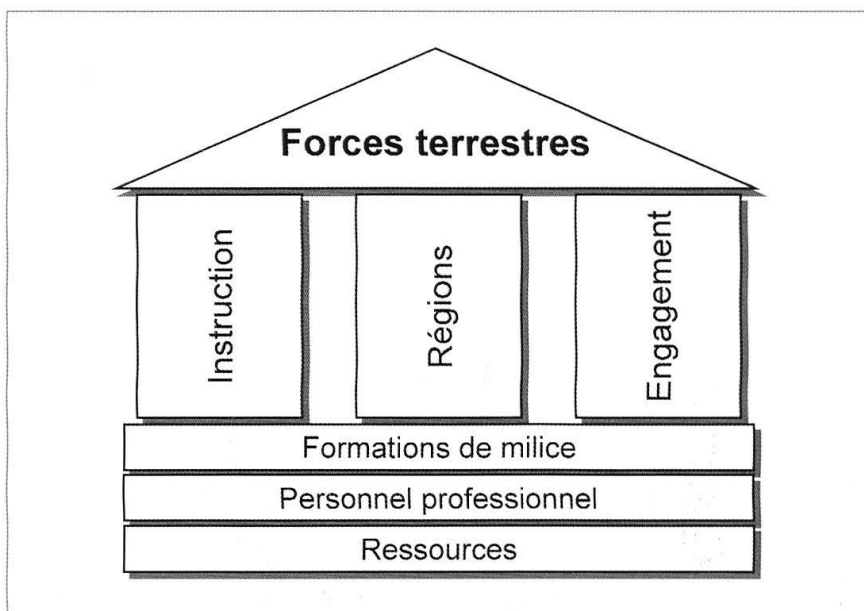 Forces terrestres
Instruction
Régions
Engagement
Formations de milice
Personnel professionnel
Ressources